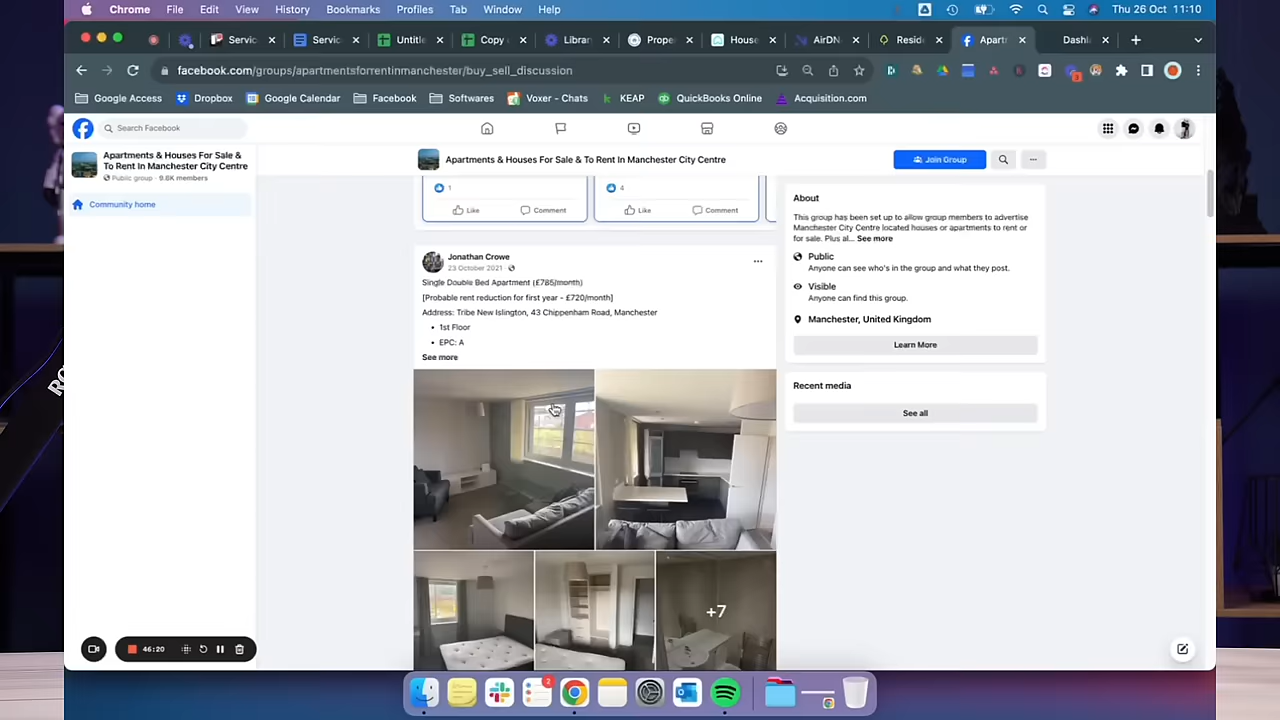 Chrome File Edit View History Bookmarks Profiles Tab Window Help Thu 26 Oct 11:10
Servic Servic Untitle Copy Librar Prope House AirDN Resid Apart Dashl
facebook.com/groups/apartmentsforrentinmanchester/buy_sell_discussion
Google Access Dropbox Google Calendar Facebook Softwares Voxer - Chats KEAP QuickBooks Online Acquisition.com
Search Facebook
Apartments & Houses For Sale &
To Rent In Manchester City Centre
Public group · 9.8K members
Community home
Apartments & Houses For Sale & To Rent In Manchester City Centre
Join Group
1
Like Comment
4
Like Comment
Jonathan Crowe
23 October 2021
Single Double Bed Apartment (£785/month)
[Probable rent reduction for first year - £720/month]
Address: Tribe New Islington, 43 Chippenham Road, Manchester
• 1st Floor
• EPC: A
See more
+7
About
This group has been set up to allow group members to advertise
Manchester City Centre located houses or apartments to rent or
for sale. Plus al... See more
Public
Anyone can see who's in the group and what they post.
Visible
Anyone can find this group.
Manchester, United Kingdom
Learn More
Recent media
See all
46:20
2